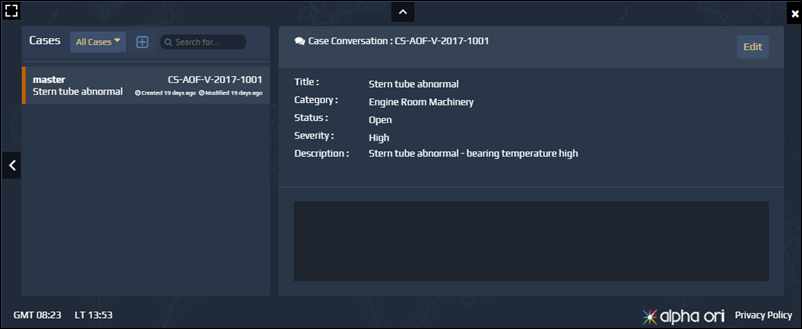 Cases
All Cases
Search for...
master CS-AOF-V-2017-1001
Stern tube abnormal Created 19 days ago Modified 19 days ago
Case Conversation : CS-AOF-V-2017-1001
Edit
Title : Stern tube abnormal
Category : Engine Room Machinery
Status : Open
Severity : High
Description : Stern tube abnormal - bearing temperature high
GMT 08:23 LT 13:53
alpha ori Privacy Policy